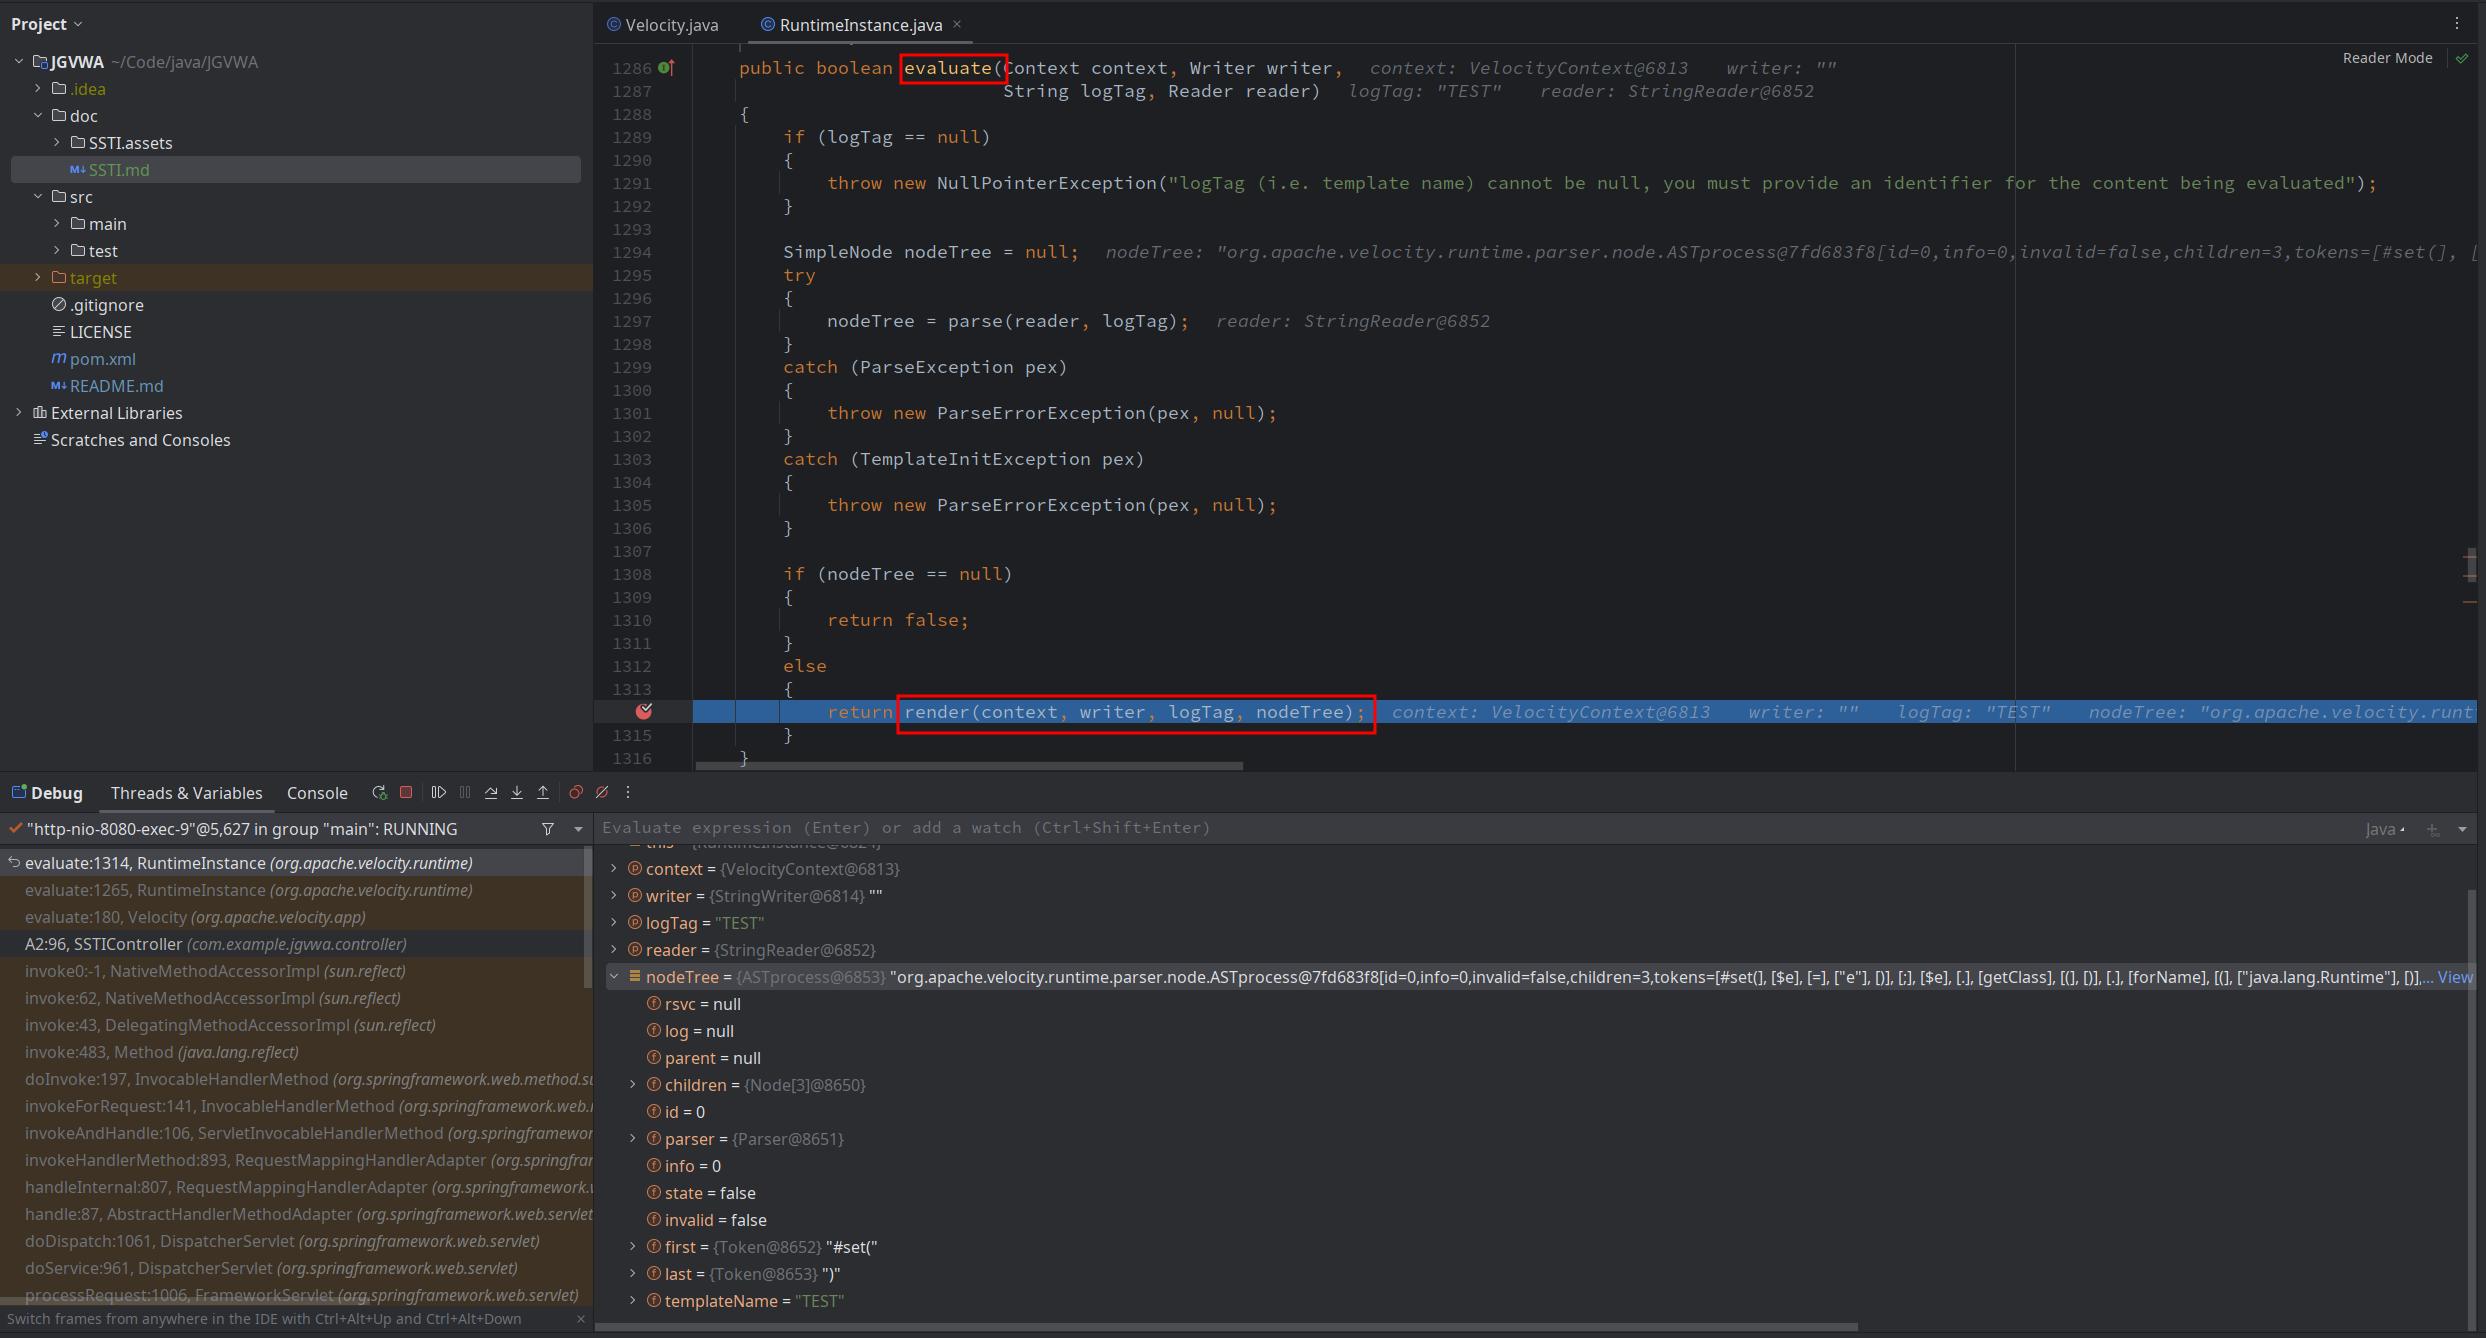 Project
JGVWA ~/Code/java/JGVWA
.idea
doc
SSTI.assets
SSTI.md
src
main
test
target
.gitignore
LICENSE
pom.xml
README.md
External Libraries
Scratches and Consoles
Velocity.java
RuntimeInstance.java
Reader Mode
1286 public boolean evaluate(Context context, Writer writer, context: VelocityContext@6813 writer: ""
1287 String logTag, Reader reader) logTag: "TEST" reader: StringReader@6852
1288 {
1289 if (logTag == null)
1290 {
1291 throw new NullPointerException("logTag (i.e. template name) cannot be null, you must provide an identifier for the content being evaluated");
1292 }
1293
1294 SimpleNode nodeTree = null; nodeTree: "org.apache.velocity.runtime.parser.node.ASTprocess@7fd683f8[id=0,info=0,invalid=false,children=3,tokens=[#set(], [
1295 try
1296 {
1297 nodeTree = parse(reader, logTag); reader: StringReader@6852
1298 }
1299 catch (ParseException pex)
1300 {
1301 throw new ParseErrorException(pex, null);
1302 }
1303 catch (TemplateInitException pex)
1304 {
1305 throw new ParseErrorException(pex, null);
1306 }
1307
1308 if (nodeTree == null)
1309 {
1310 return false;
1311 }
1312 else
1313 {
return render(context, writer, logTag, nodeTree); context: VelocityContext@6813 writer: "" logTag: "TEST" nodeTree: "org.apache.velocity.runt
1315 }
1316 }
Debug Threads & Variables Console
"http-nio-8080-exec-9"@5,627 in group "main": RUNNING
evaluate:1314, RuntimeInstance (org.apache.velocity.runtime)
evaluate:1265, RuntimeInstance (org.apache.velocity.runtime)
evaluate:180, Velocity (org.apache.velocity.app)
A2:96, SSTIController (com.example.jgvwa.controller)
invoke0:-1, NativeMethodAccessorImpl (sun.reflect)
invoke:62, NativeMethodAccessorImpl (sun.reflect)
invoke:43, DelegatingMethodAccessorImpl (sun.reflect)
invoke:483, Method (java.lang.reflect)
doInvoke:197, InvocableHandlerMethod (org.springframework.web.method.su
invokeForRequest:141, InvocableHandlerMethod (org.springframework.web.
invokeAndHandle:106, ServletInvocableHandlerMethod (org.springframewor
invokeHandlerMethod:893, RequestMappingHandlerAdapter (org.springfrar
handleInternal:807, RequestMappingHandlerAdapter (org.springframework.
handle:87, AbstractHandlerMethodAdapter (org.springframework.web.servlet
doDispatch:1061, DispatcherServlet (org.springframework.web.servlet)
doService:961, DispatcherServlet (org.springframework.web.servlet)
processRequest:1006, FrameworkServlet (org.springframework.web.servlet)
Switch frames from anywhere in the IDE with Ctrl+Alt+Up and Ctrl+Alt+Down
Evaluate expression (Enter) or add a watch (Ctrl+Shift+Enter)
Java
context = {VelocityContext@6813}
writer = {StringWriter@6814} ""
logTag = "TEST"
reader = {StringReader@6852}
nodeTree = {ASTprocess@6853} "org.apache.velocity.runtime.parser.node.ASTprocess@7fd683f8[id=0,info=0,invalid=false,children=3,tokens=[#set(], [$e], [=], ["e"], [)], [;], [$e], [.], [getClass], [(], [)], [.], [forName], [(], ["java.lang.Runtime"], [)],... View
rsvc = null
log = null
parent = null
children = {Node[3]@8650}
id = 0
parser = {Parser@8651}
info = 0
state = false
invalid = false
first = {Token@8652} "#set("
last = {Token@8653} ")"
templateName = "TEST"